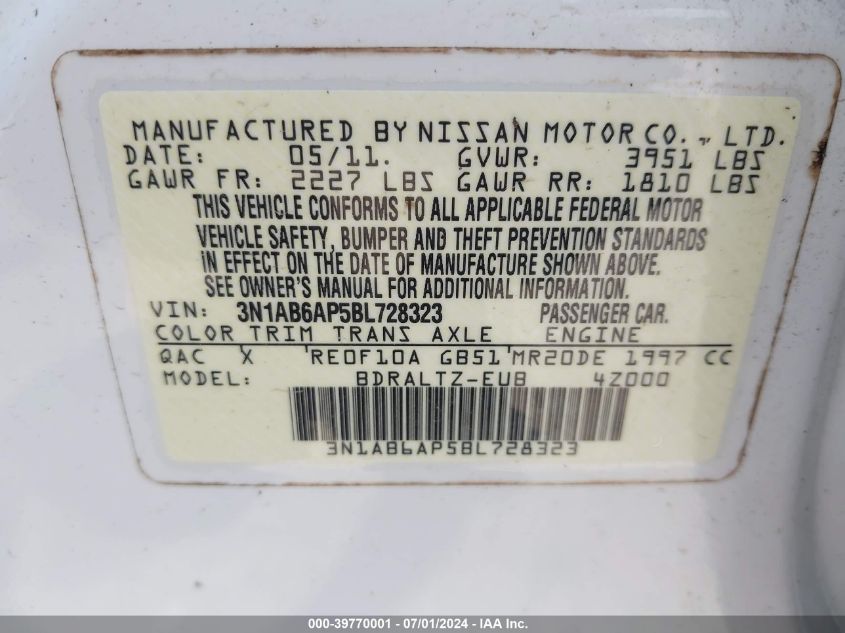 MANUFACTURED BY NISSAN MOTOR CO., LTD.
DATE: 05/11. GVWR: 3951 LBS
GAWR FR: 2227 LBS GAWR RR: 1810 LBS
THIS VEHICLE CONFORMS TO ALL APPLICABLE FEDERAL MOTOR
VEHICLE SAFETY, BUMPER AND THEFT PREVENTION STANDARDS
IN EFFECT ON THE DATE OF MANUFACTURE SHOWN ABOVE.
SEE OWNER'S MANUAL FOR ADDITIONAL INFORMATION.
VIN: 3N1AB6AP5BL728323 PASSENGER CAR.
COLOR TRIM TRANS AXLE ENGINE
QAC X RE0F10A GB51 MR20DE 1997 CC
MODEL: BDRALTZ-EUB 4Z000
3N1AB6AP5BL728323
000-39770001 - 07/01/2024 - IAA Inc.